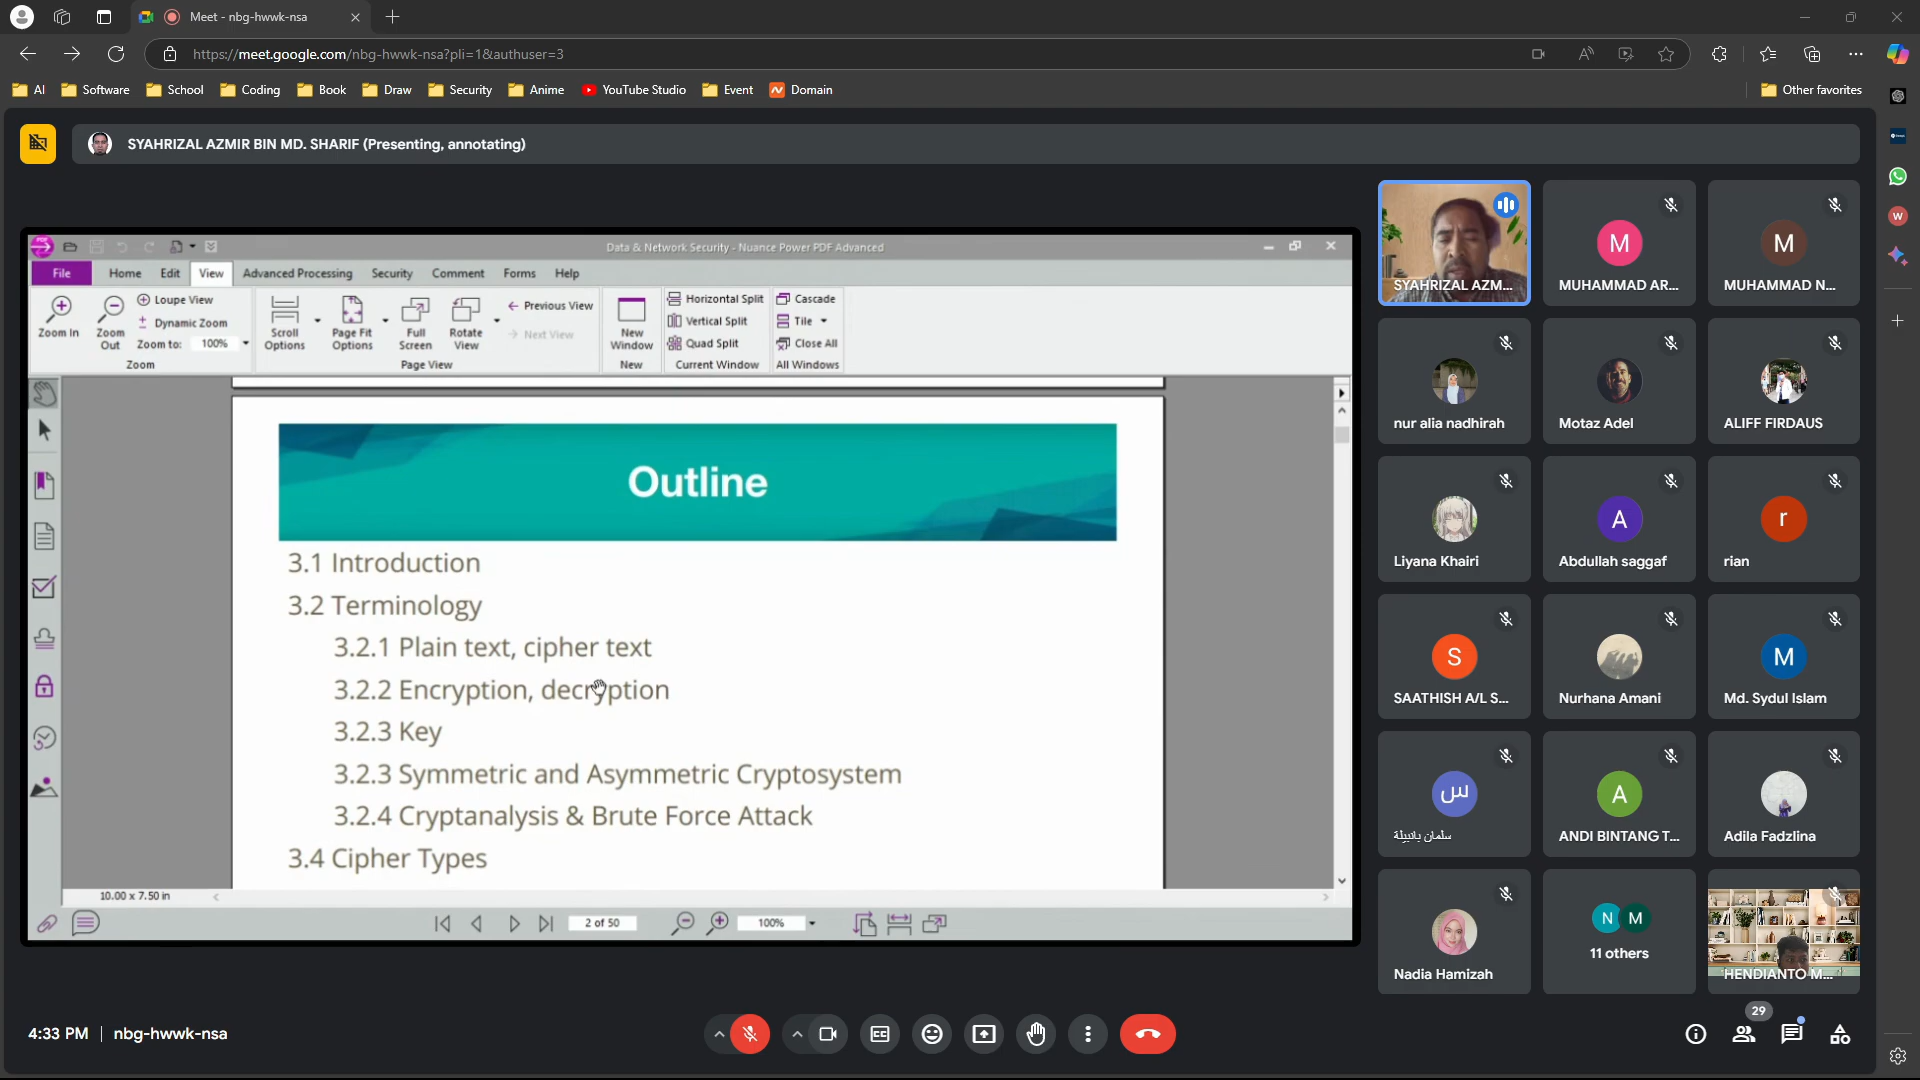 Meet - nbg-hwwk-nsa
https://meet.google.com/nbg-hwwk-nsa?pli=1&authuser=3
AI
Software
School
Coding
Book
Draw
Security
Anime
YouTube Studio
Event
Domain
Other favorites
SYAHRIZAL AZMIR BIN MD. SHARIF (Presenting, annotating)
Data & Network Security - Nuance Power PDF Advanced
File
Home
Edit
View
Advanced Processing
Security
Comment
Forms
Help
Zoom In
Zoom Out
Loupe View
Dynamic Zoom
Zoom to: 100%
Zoom
Scroll Options
Page Fit Options
Full Screen
Rotate View
Previous View
Next View
Page View
New Window
New
Horizontal Split
Vertical Split
Quad Split
Current Window
Cascade
Tile
Close All
All Windows
Outline
3.1 Introduction
3.2 Terminology
3.2.1 Plain text, cipher text
3.2.2 Encryption, decryption
3.2.3 Key
3.2.3 Symmetric and Asymmetric Cryptosystem
3.2.4 Cryptanalysis & Brute Force Attack
3.4 Cipher Types
10.00 x 7.50 in
2 of 50
100%
SYAHRIZAL AZM...
M
MUHAMMAD AR...
M
MUHAMMAD N...
nur alia nadhirah
Motaz Adel
ALIFF FIRDAUS
Liyana Khairi
A
Abdullah saggaf
r
rian
S
SAATHISH A/L S...
Nurhana Amani
M
Md. Sydul Islam
س
A
ANDI BINTANG T...
Adila Fadzlina
Nadia Hamizah
N M
11 others
HENDIANTO M...
4:33 PM | nbg-hwwk-nsa
29